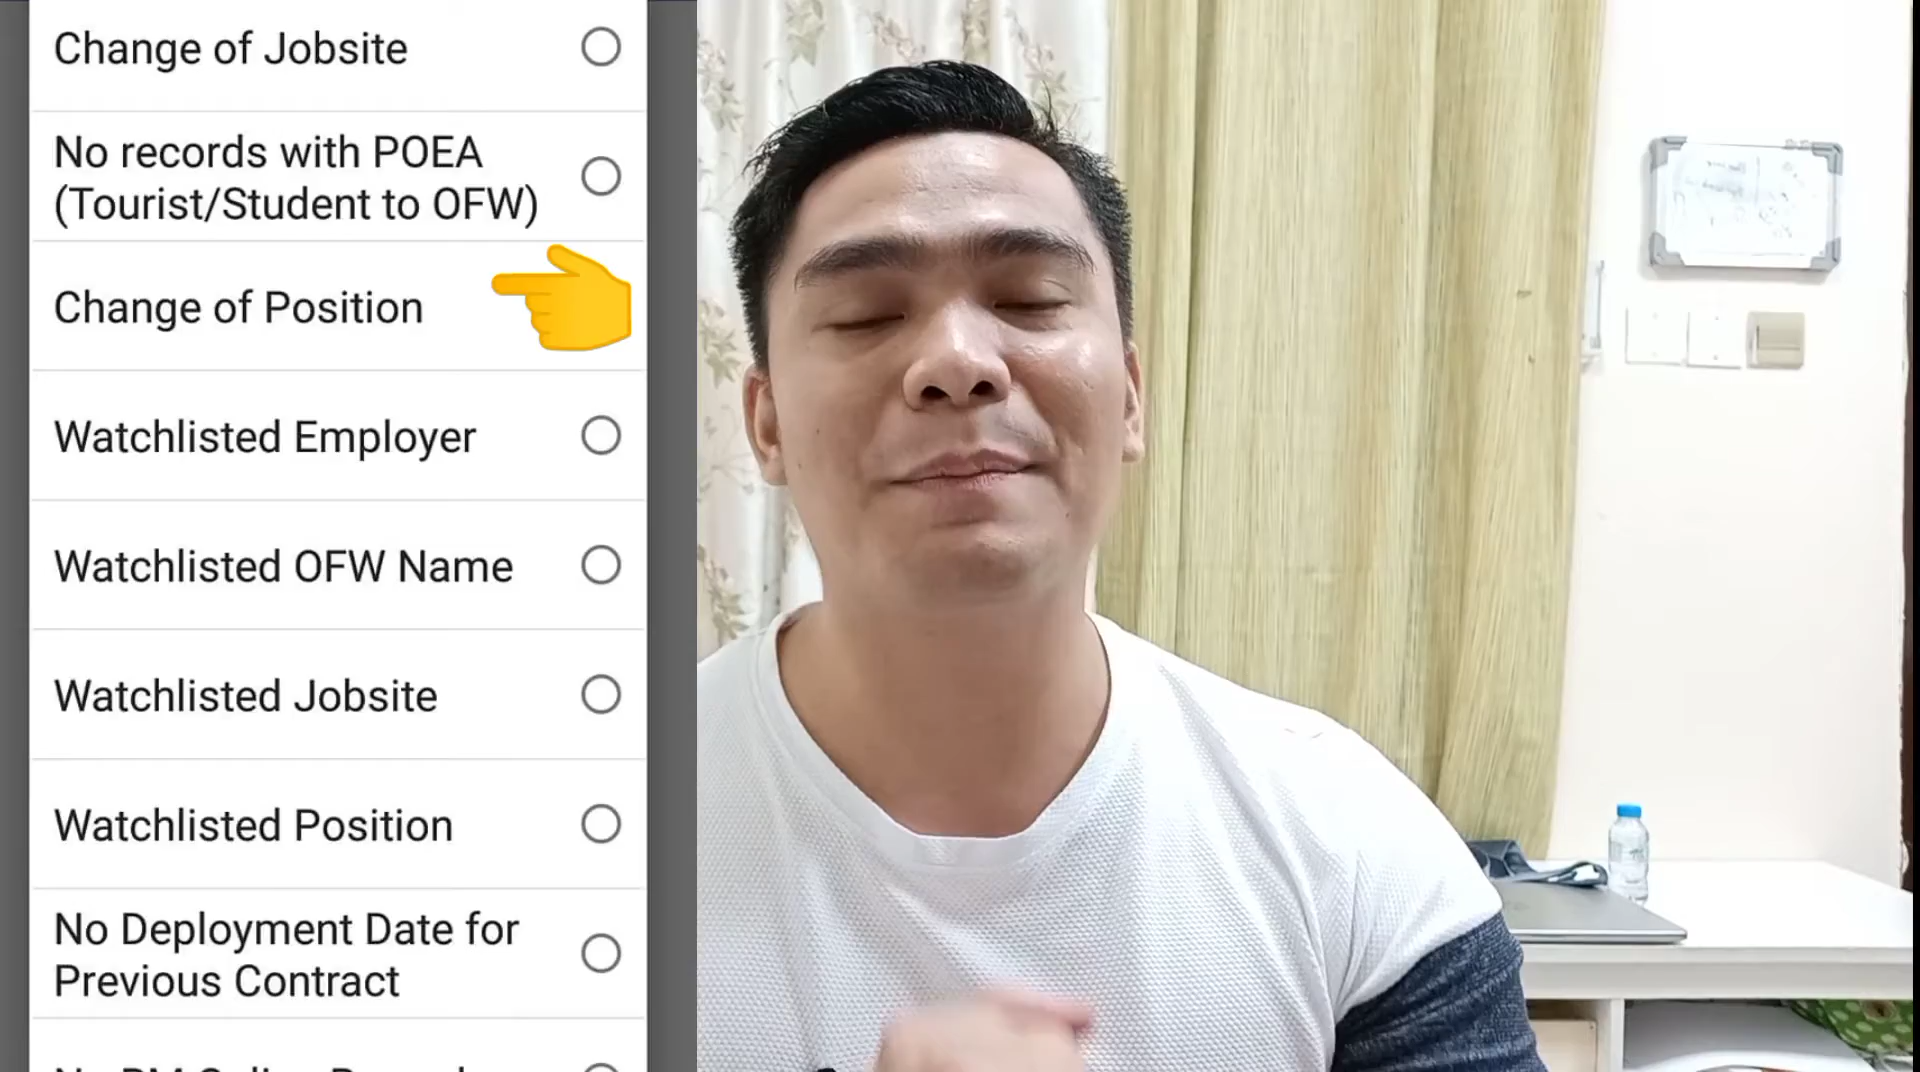 Change of Jobsite
No records with POEA
(Tourist/Student to OFW)
Change of Position
Watchlisted Employer
Watchlisted OFW Name
Watchlisted Jobsite
Watchlisted Position
No Deployment Date for
Previous Contract